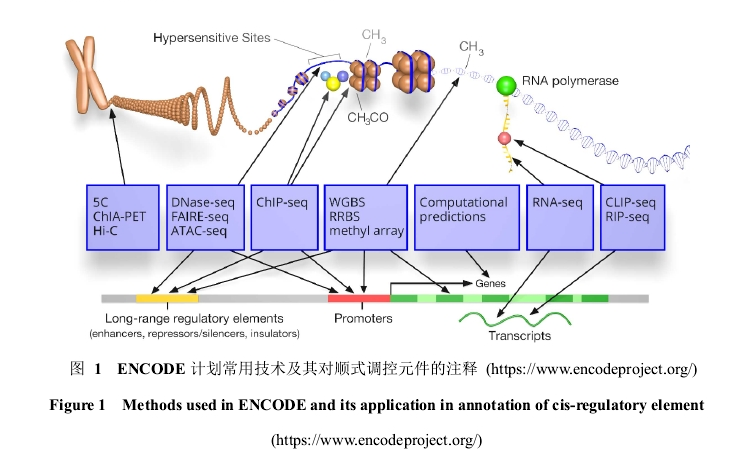 Hypersensitive Sites
CH3
CH3
RNA polymerase
CH3CO
5C
ChIA-PET
Hi-C
DNase-seq
FAIRE-seq
ATAC-seq
ChIP-seq
WGBS
RRBS
methyl array
Computational
predictions
RNA-seq
CLIP-seq
RIP-seq
Genes
Long-range regulatory elements
(enhancers, repressors/silencers, insulators)
Promoters
Transcripts
图 1 ENCODE 计划常用技术及其对顺式调控元件的注释 (https://www.encodeproject.org/)
Figure 1 Methods used in ENCODE and its application in annotation of cis-regulatory element
(https://www.encodeproject.org/)